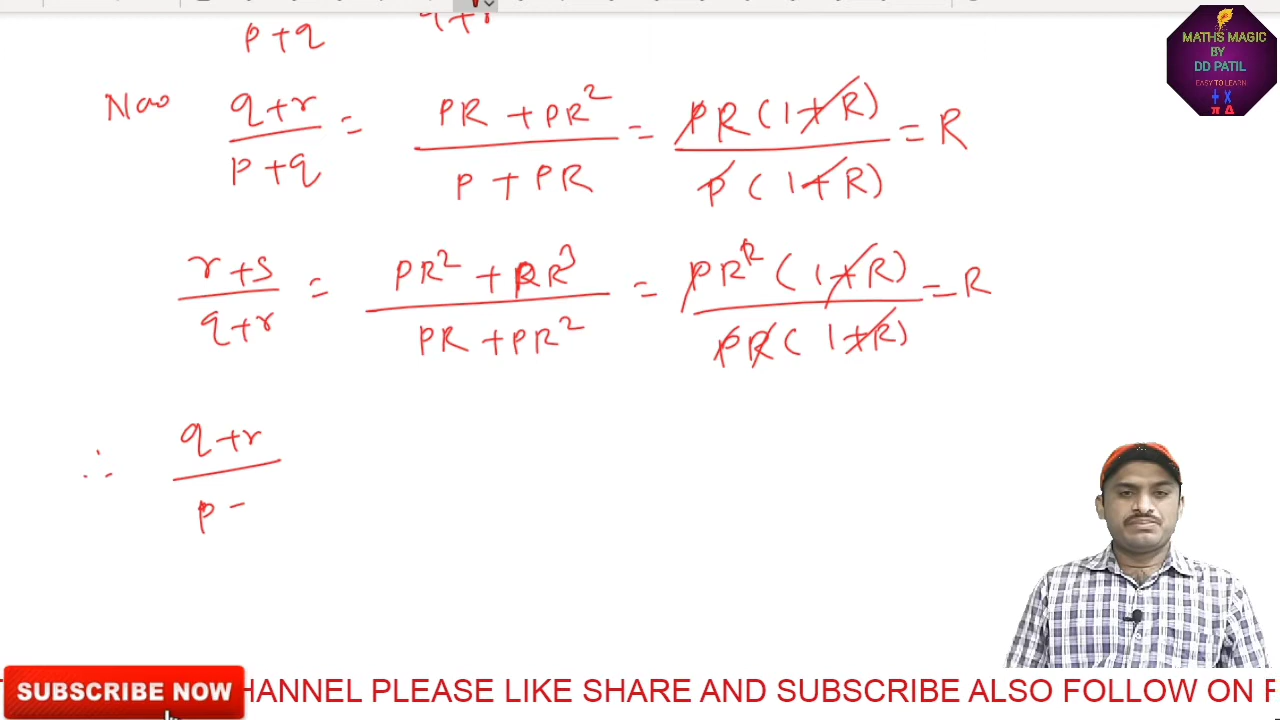 p+q q+r
Now q+r/p+q = PR + PR²/P + PR = PR(1+R)/P(1+R) = R
r+s/q+r = PR² + PR³/PR + PR² = PR^R(1+R)/PR(1+R) = R
∴ q+r/p -
MATHS MAGIC
BY
DD PATIL
EASY TO LEARN
+ X
π Δ
SUBSCRIBE NOW HANNEL PLEASE LIKE SHARE AND SUBSCRIBE ALSO FOLLOW ON